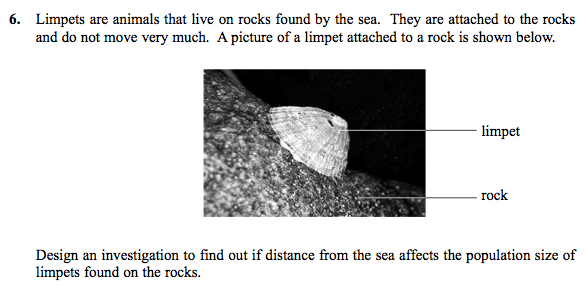 6. Limpets are animals that live on rocks found by the sea. They are attached to the rocks
and do not move very much. A picture of a limpet attached to a rock is shown below.
limpet
rock
Design an investigation to find out if distance from the sea affects the population size of
limpets found on the rocks.